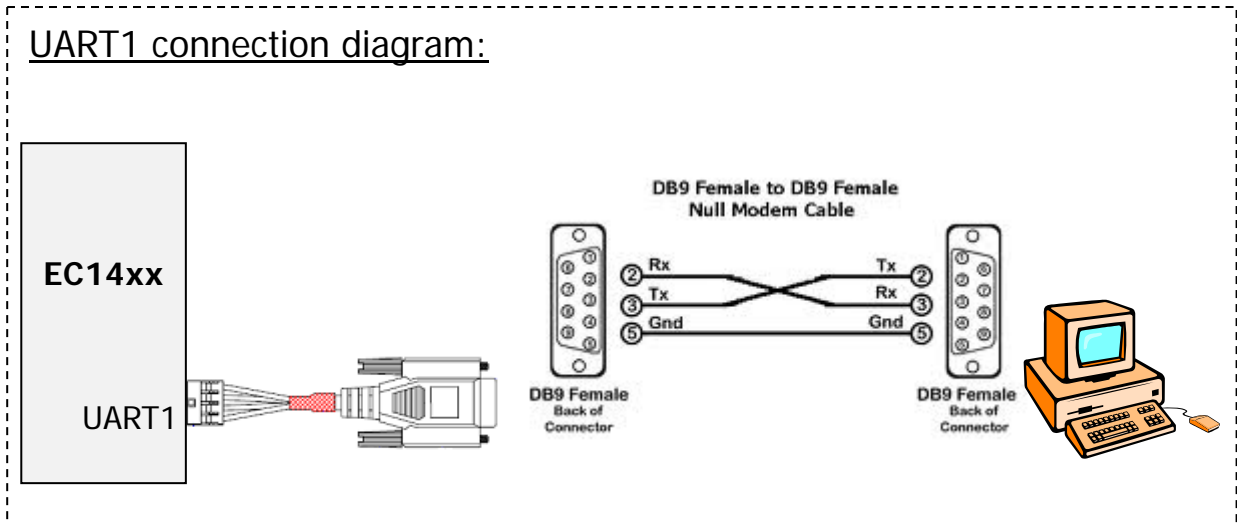 UART1 connection diagram:
DB9 Female to DB9 Female
Null Modem Cable
EC14xx
UART1
2 Rx
3 Tx
5 Gnd
Tx 2
Rx 3
Gnd 5
DB9 Female
Back of
Connector
DB9 Female
Back of
Connector